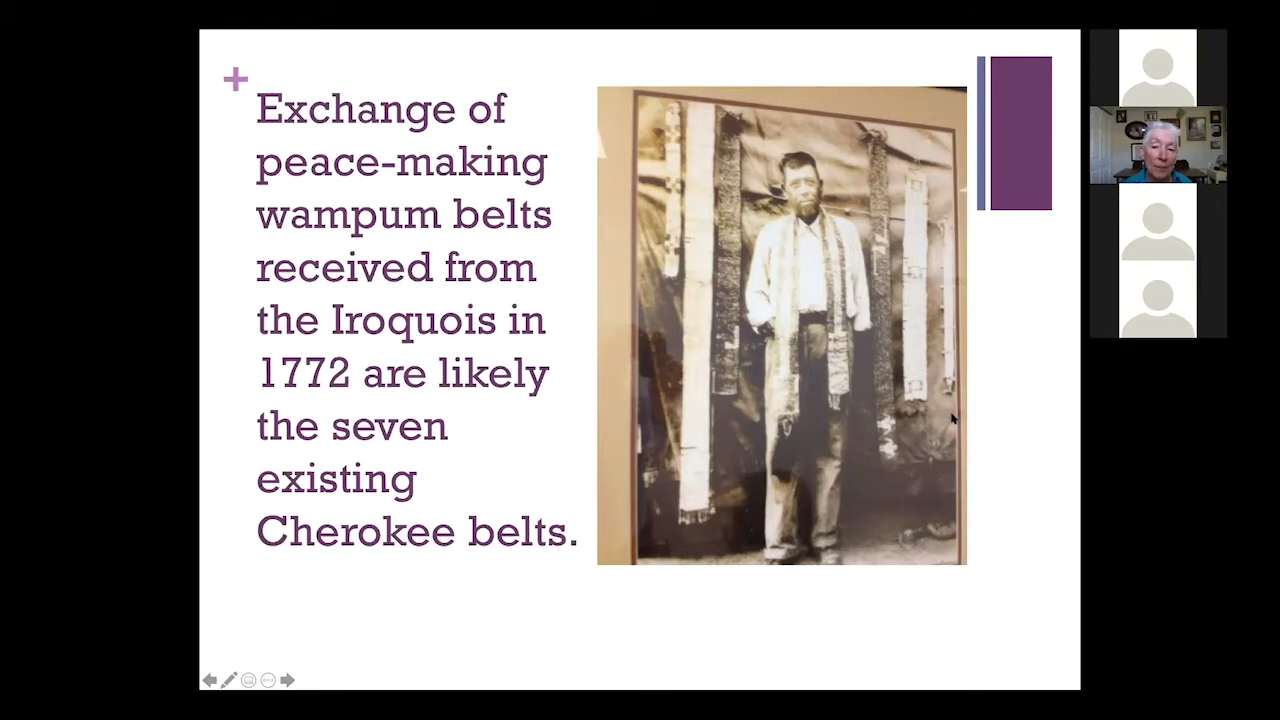 Exchange of
peace-making
wampum belts
received from
the Iroquois in
1772 are likely
the seven
existing
Cherokee belts.